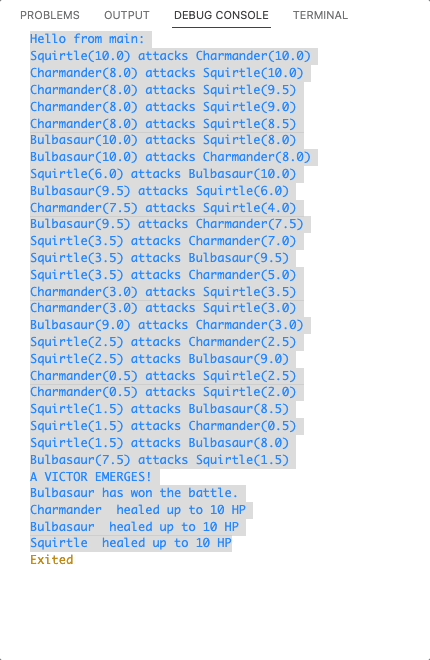 PROBLEMS OUTPUT DEBUG CONSOLE TERMINAL
Hello from main:
Squirtle(10.0) attacks Charmander(10.0)
Charmander(8.0) attacks Squirtle(10.0)
Charmander(8.0) attacks Squirtle(9.5)
Charmander(8.0) attacks Squirtle(9.0)
Charmander(8.0) attacks Squirtle(8.5)
Bulbasaur(10.0) attacks Squirtle(8.0)
Bulbasaur(10.0) attacks Charmander(8.0)
Squirtle(6.0) attacks Bulbasaur(10.0)
Bulbasaur(9.5) attacks Squirtle(6.0)
Charmander(7.5) attacks Squirtle(4.0)
Bulbasaur(9.5) attacks Charmander(7.5)
Squirtle(3.5) attacks Charmander(7.0)
Squirtle(3.5) attacks Bulbasaur(9.5)
Squirtle(3.5) attacks Charmander(5.0)
Charmander(3.0) attacks Squirtle(3.5)
Charmander(3.0) attacks Squirtle(3.0)
Bulbasaur(9.0) attacks Charmander(3.0)
Squirtle(2.5) attacks Charmander(2.5)
Squirtle(2.5) attacks Bulbasaur(9.0)
Charmander(0.5) attacks Squirtle(2.5)
Charmander(0.5) attacks Squirtle(2.0)
Squirtle(1.5) attacks Bulbasaur(8.5)
Squirtle(1.5) attacks Charmander(0.5)
Squirtle(1.5) attacks Bulbasaur(8.0)
Bulbasaur(7.5) attacks Squirtle(1.5)
A VICTOR EMERGES!
Bulbasaur has won the battle.
Charmander  healed up to 10 HP
Bulbasaur  healed up to 10 HP
Squirtle  healed up to 10 HP
Exited